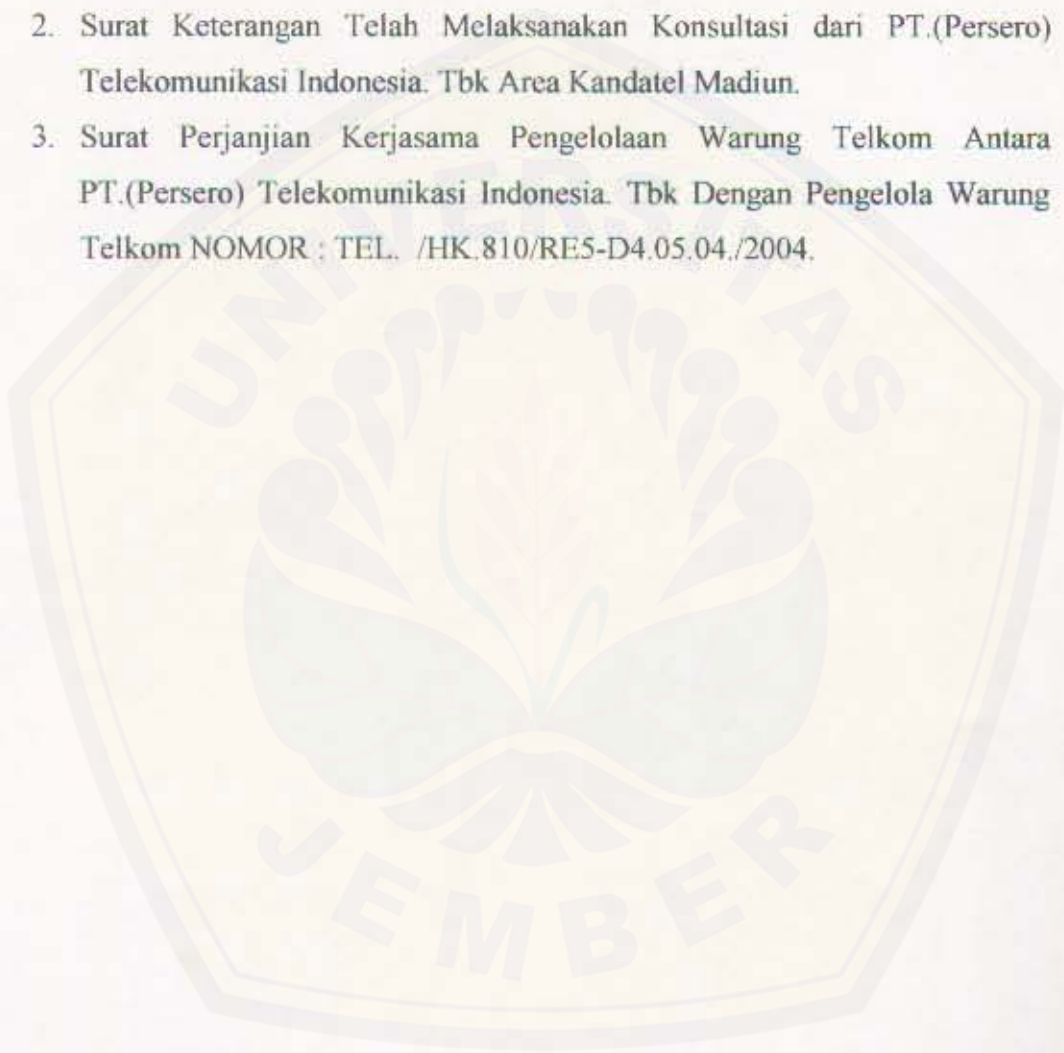 2. Surat Keterangan Telah Melaksanakan Konsultasi dari PT.(Persero)
Telekomunikasi Indonesia. Tbk Area Kandatel Madiun.
3. Surat Perjanjian Kerjasama Pengelolaan Warung Telkom Antara
PT.(Persero) Telekomunikasi Indonesia. Tbk Dengan Pengelola Warung
Telkom NOMOR : TEL. /HK.810/RE5-D4.05.04./2004.
UNIVERSITAS
JEMBER